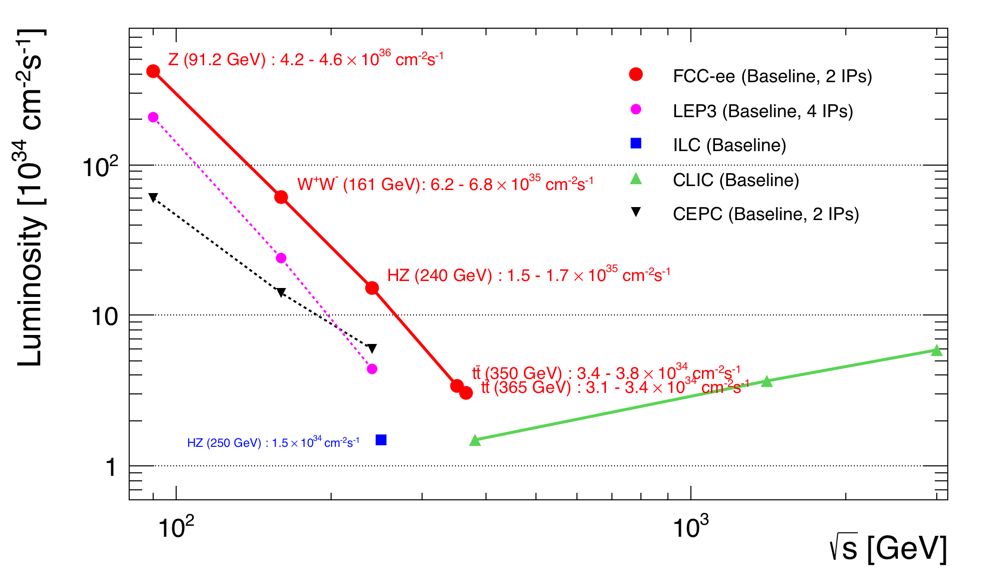 Luminosity [10³⁴ cm-2s-1]
Z (91.2 GeV) : 4.2 - 4.6 × 10³⁶ cm⁻²s⁻¹
FCC-ee (Baseline, 2 IPs)
LEP3 (Baseline, 4 IPs)
ILC (Baseline)
CLIC (Baseline)
CEPC (Baseline, 2 IPs)
10²
W⁺W⁻ (161 GeV): 6.2 - 6.8 × 10³⁵ cm⁻²s⁻¹
HZ (240 GeV) : 1.5 - 1.7 × 10³⁵ cm⁻²s⁻¹
10
tt̄ (350 GeV) : 3.4 - 3.8 × 10³⁴ cm⁻²s⁻¹
tt̄ (365 GeV) : 3.1 - 3.4 × 10³⁴ cm⁻²s⁻¹
HZ (250 GeV) : 1.5 × 10³⁴ cm⁻²s⁻¹
1
10²
10³
√s [GeV]